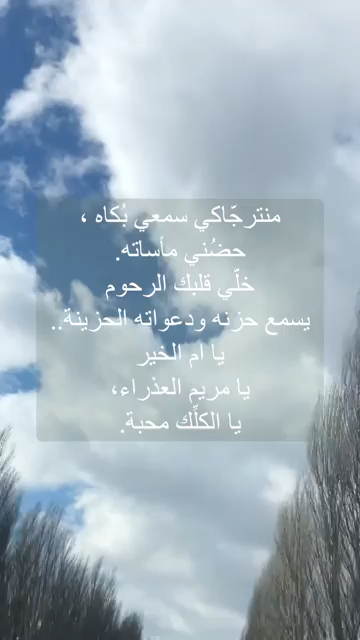 منترجّاكي سمعي بُكاه ،
حضُني مأساته.
خلّي قلبك الرحوم
يسمع حزنه ودعواته الحزينة..
يا ام الخير
يا مريم العذراء،
يا الكلِّك محبة.